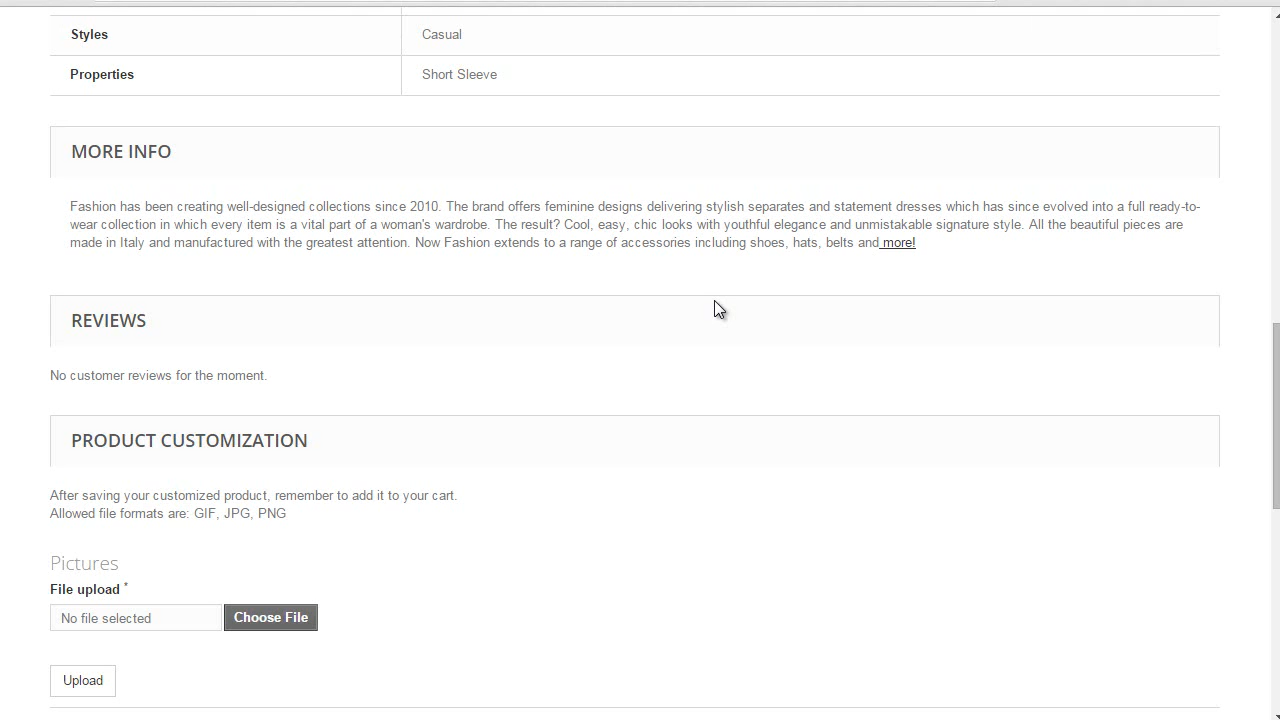 Styles Casual
Properties Short Sleeve
MORE INFO
Fashion has been creating well-designed collections since 2010. The brand offers feminine designs delivering stylish separates and statement dresses which has since evolved into a full ready-to-
wear collection in which every item is a vital part of a woman's wardrobe. The result? Cool, easy, chic looks with youthful elegance and unmistakable signature style. All the beautiful pieces are
made in Italy and manufactured with the greatest attention. Now Fashion extends to a range of accessories including shoes, hats, belts and more!
REVIEWS
No customer reviews for the moment.
PRODUCT CUSTOMIZATION
After saving your customized product, remember to add it to your cart.
Allowed file formats are: GIF, JPG, PNG
Pictures
File upload *
No file selected Choose File
Upload